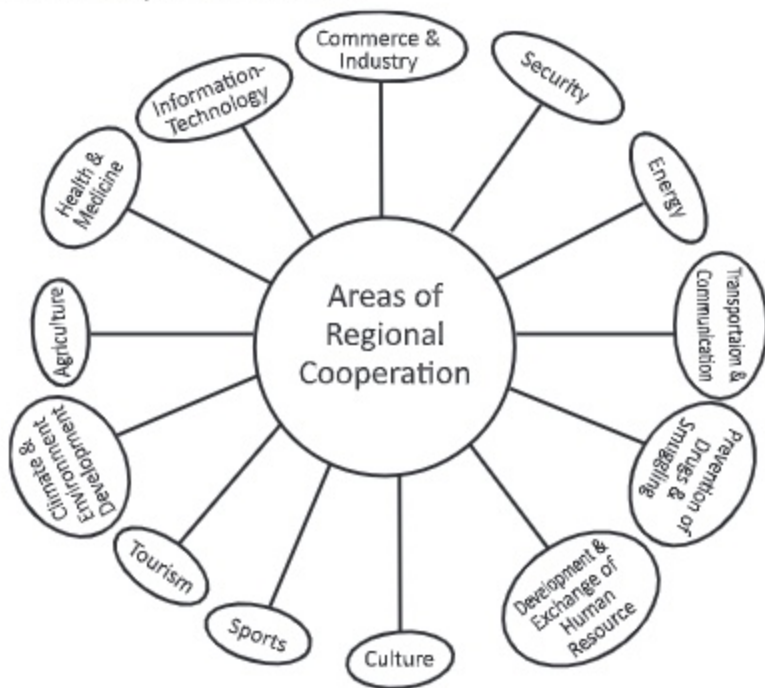 Commerce &
Industry
Security
Energy
Transportaion &
Communication
Prevention of
Drugs &
Smuggling
Development &
Exchange of
Human
Resource
Culture
Sports
Tourism
Climate &
Environment
Development
Agriculture
Health &
Medicine
Information-
Technology
Areas of
Regional
Cooperation